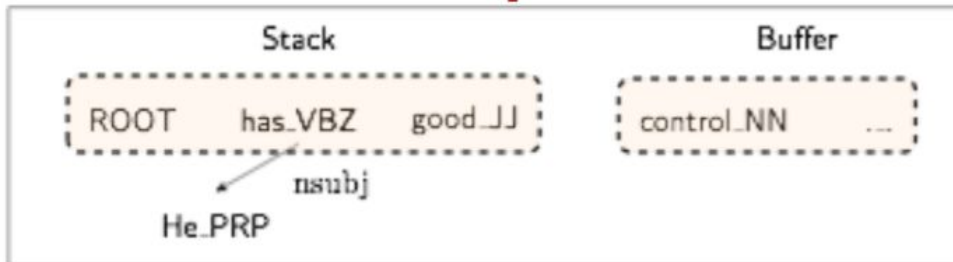 Stack Buffer
ROOT has_VBZ good_JJ control_NN ...
nsubj
He_PRP